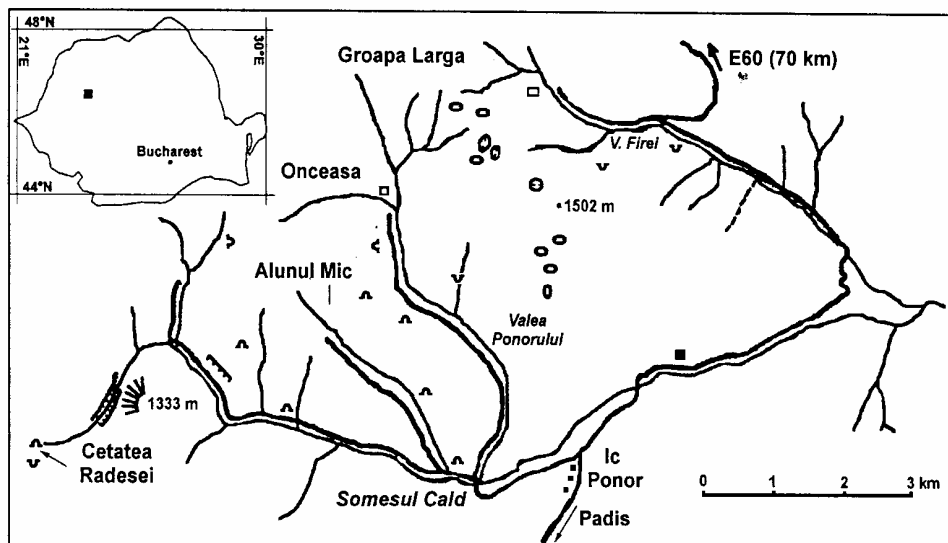 48°N
21°E
30°E
Bucharest
44°N
Groapa Larga
E60 (70 km)
V. Firei
Onceasa
1502 m
Alunul Mic
Valea
Ponorului
1333 m
Cetatea
Radesei
Ic
Ponor
Somesul Cald
Padis
0 1 2 3 km